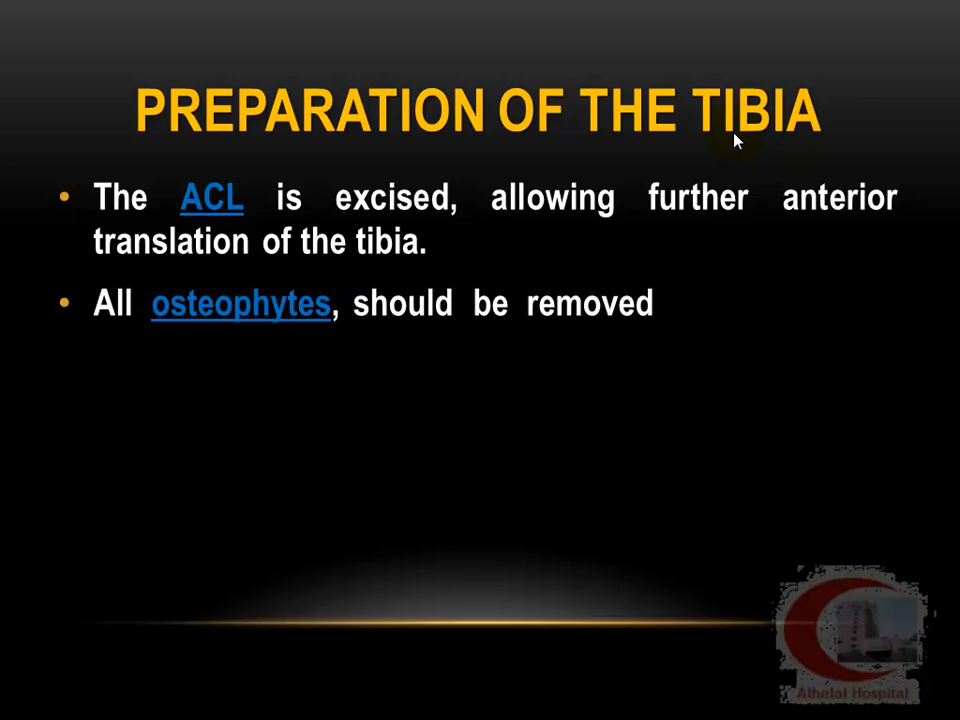 PREPARATION OF THE TIBIA
• The ACL is excised, allowing further anterior
translation of the tibia.
• All osteophytes, should be removed
Alhelal Hospital